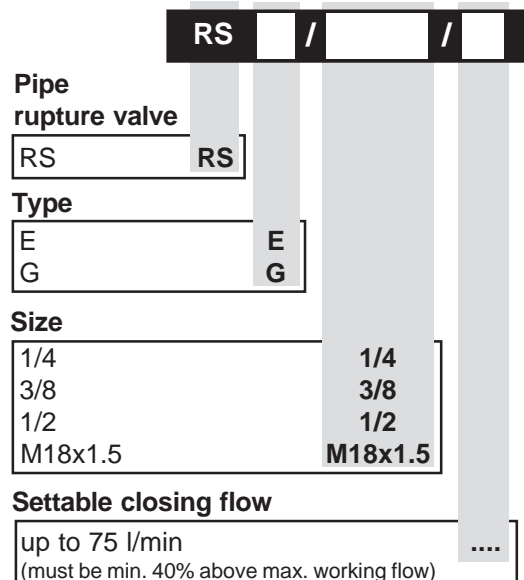 RS / /
Pipe
rupture valve
RS RS
Type
E E
G G
Size
1/4 1/4
3/8 3/8
1/2 1/2
M18x1.5 M18x1.5
Settable closing flow
up to 75 l/min ....
(must be min. 40% above max. working flow)